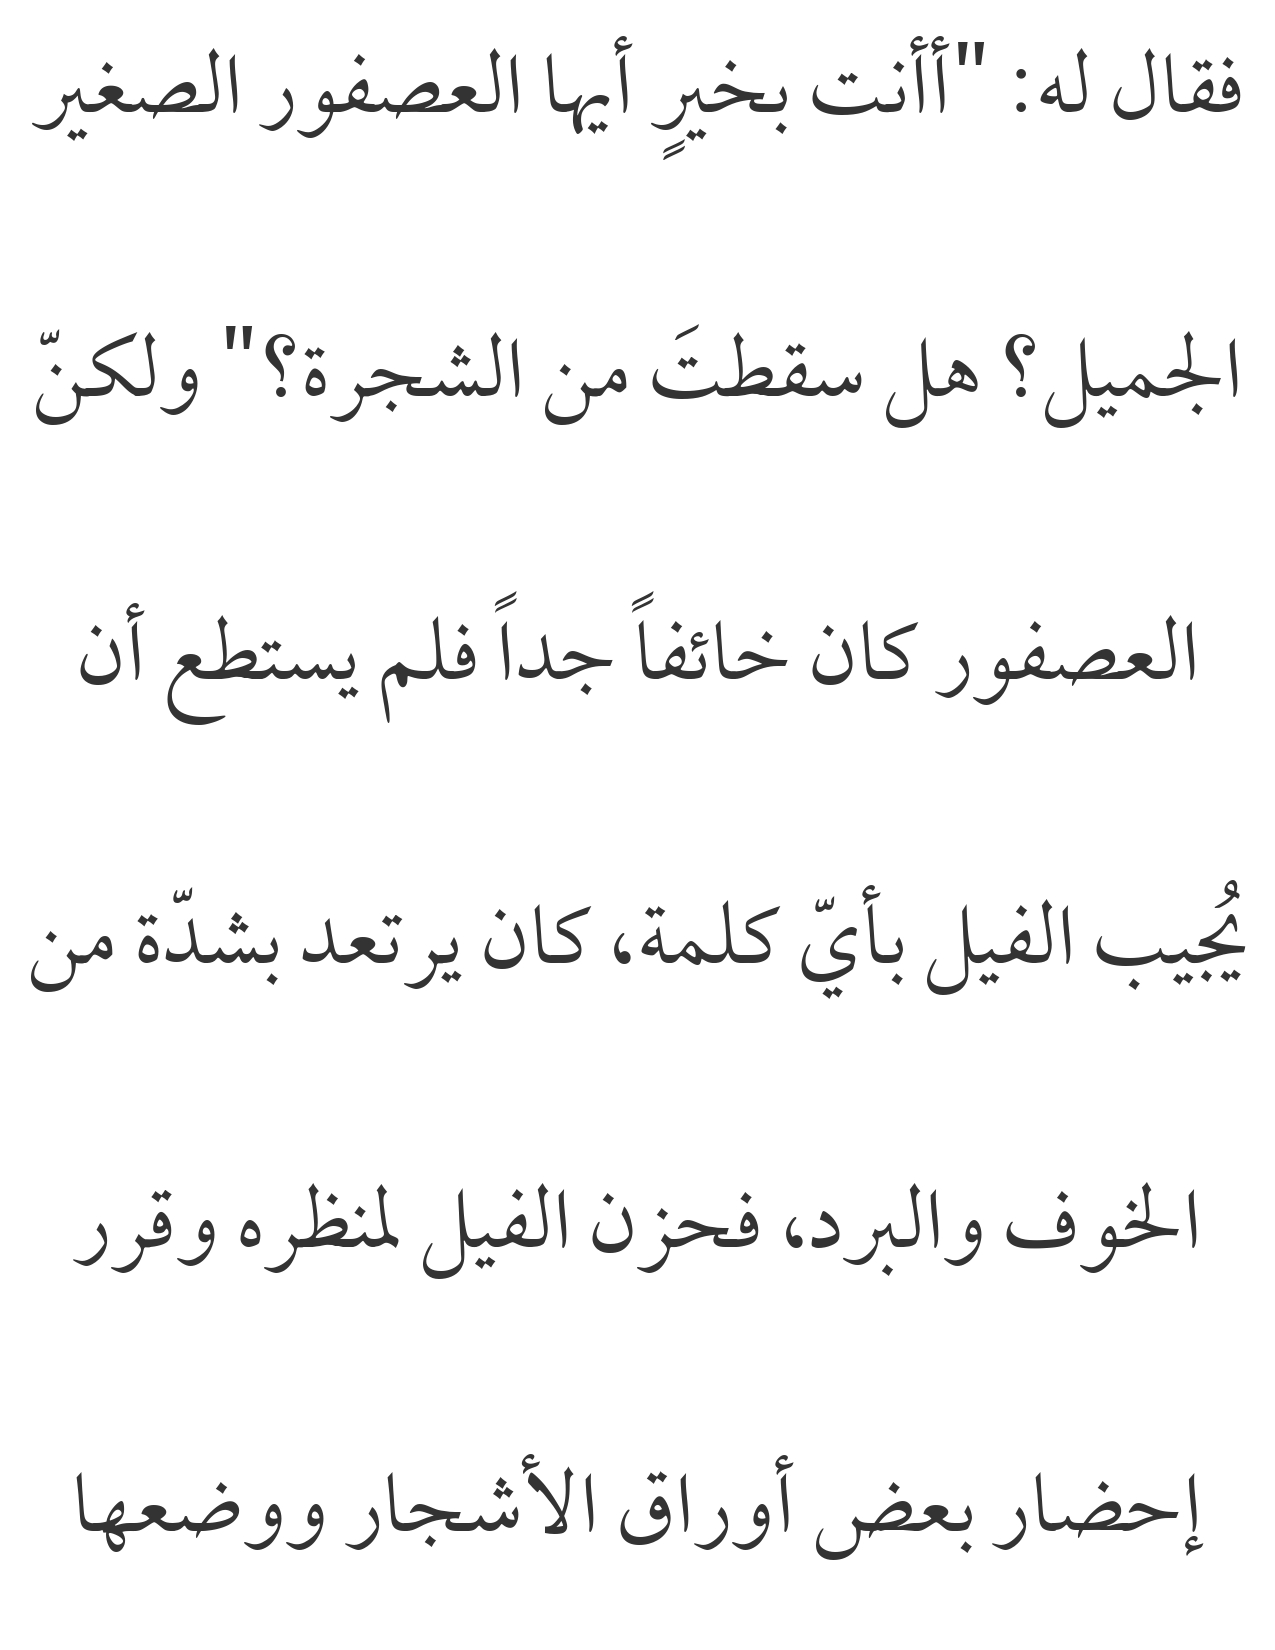 فقال له: "أأنت بخيرٍ أيها العصفور الصغير
الجميل؟ هل سقطتَ من الشجرة؟" ولكنّ
العصفور كان خائفاً جداً فلم يستطع أن
يُجيب الفيل بأيّ كلمة، كان يرتعد بشدّة من
الخوف والبرد، فحزن الفيل لمنظره وقرر
إحضار بعض أوراق الأشجار ووضعها